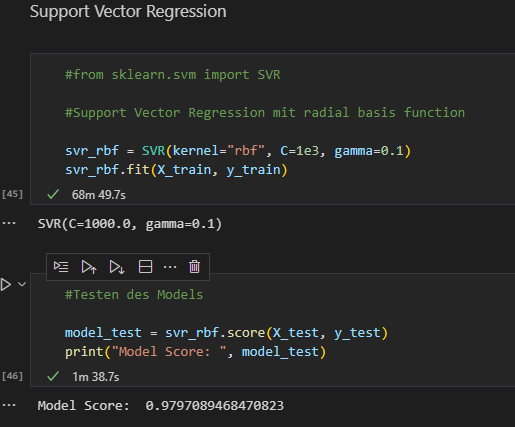 Support Vector Regression
#from sklearn.svm import SVR
#Support Vector Regression mit radial basis function
svr_rbf = SVR(kernel="rbf", C=1e3, gamma=0.1)
svr_rbf.fit(X_train, y_train)
[45] 68m 49.7s
SVR(C=1000.0, gamma=0.1)
#Testen des Models
model_test = svr_rbf.score(X_test, y_test)
print("Model Score: ", model_test)
[46] 1m 38.7s
Model Score:  0.9797089468470823